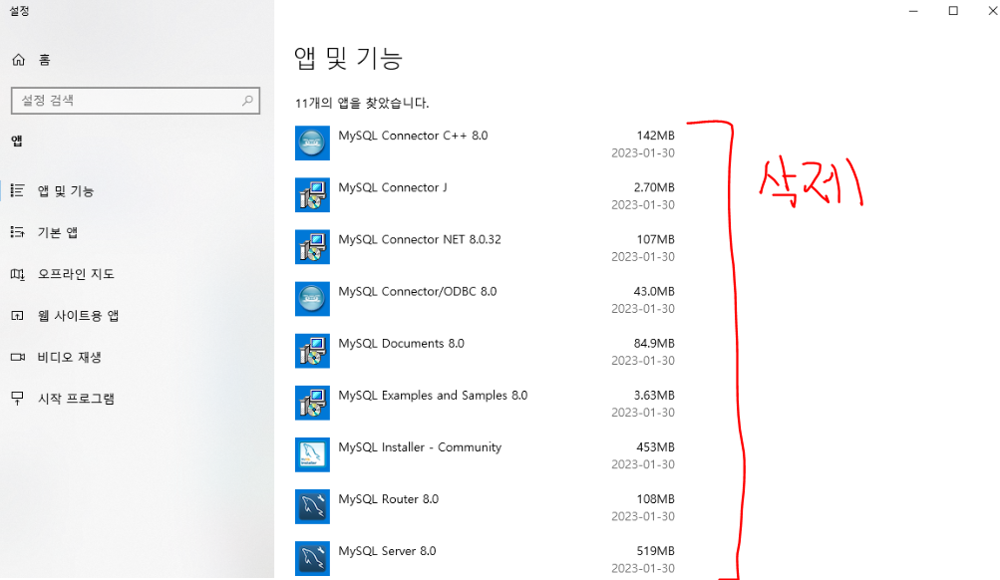 설정
홈
설정 검색
앱
앱 및 기능
기본 앱
오프라인 지도
웹 사이트용 앱
비디오 재생
시작 프로그램
앱 및 기능
11개의 앱을 찾았습니다.
MySQL Connector C++ 8.0 142MB
2023-01-30
MySQL Connector J 2.70MB
2023-01-30
MySQL Connector NET 8.0.32 107MB
2023-01-30
MySQL Connector/ODBC 8.0 43.0MB
2023-01-30
MySQL Documents 8.0 84.9MB
2023-01-30
MySQL Examples and Samples 8.0 3.63MB
2023-01-30
MySQL Installer - Community 453MB
2023-01-30
MySQL Router 8.0 108MB
2023-01-30
MySQL Server 8.0 519MB
2023-01-30
삭제